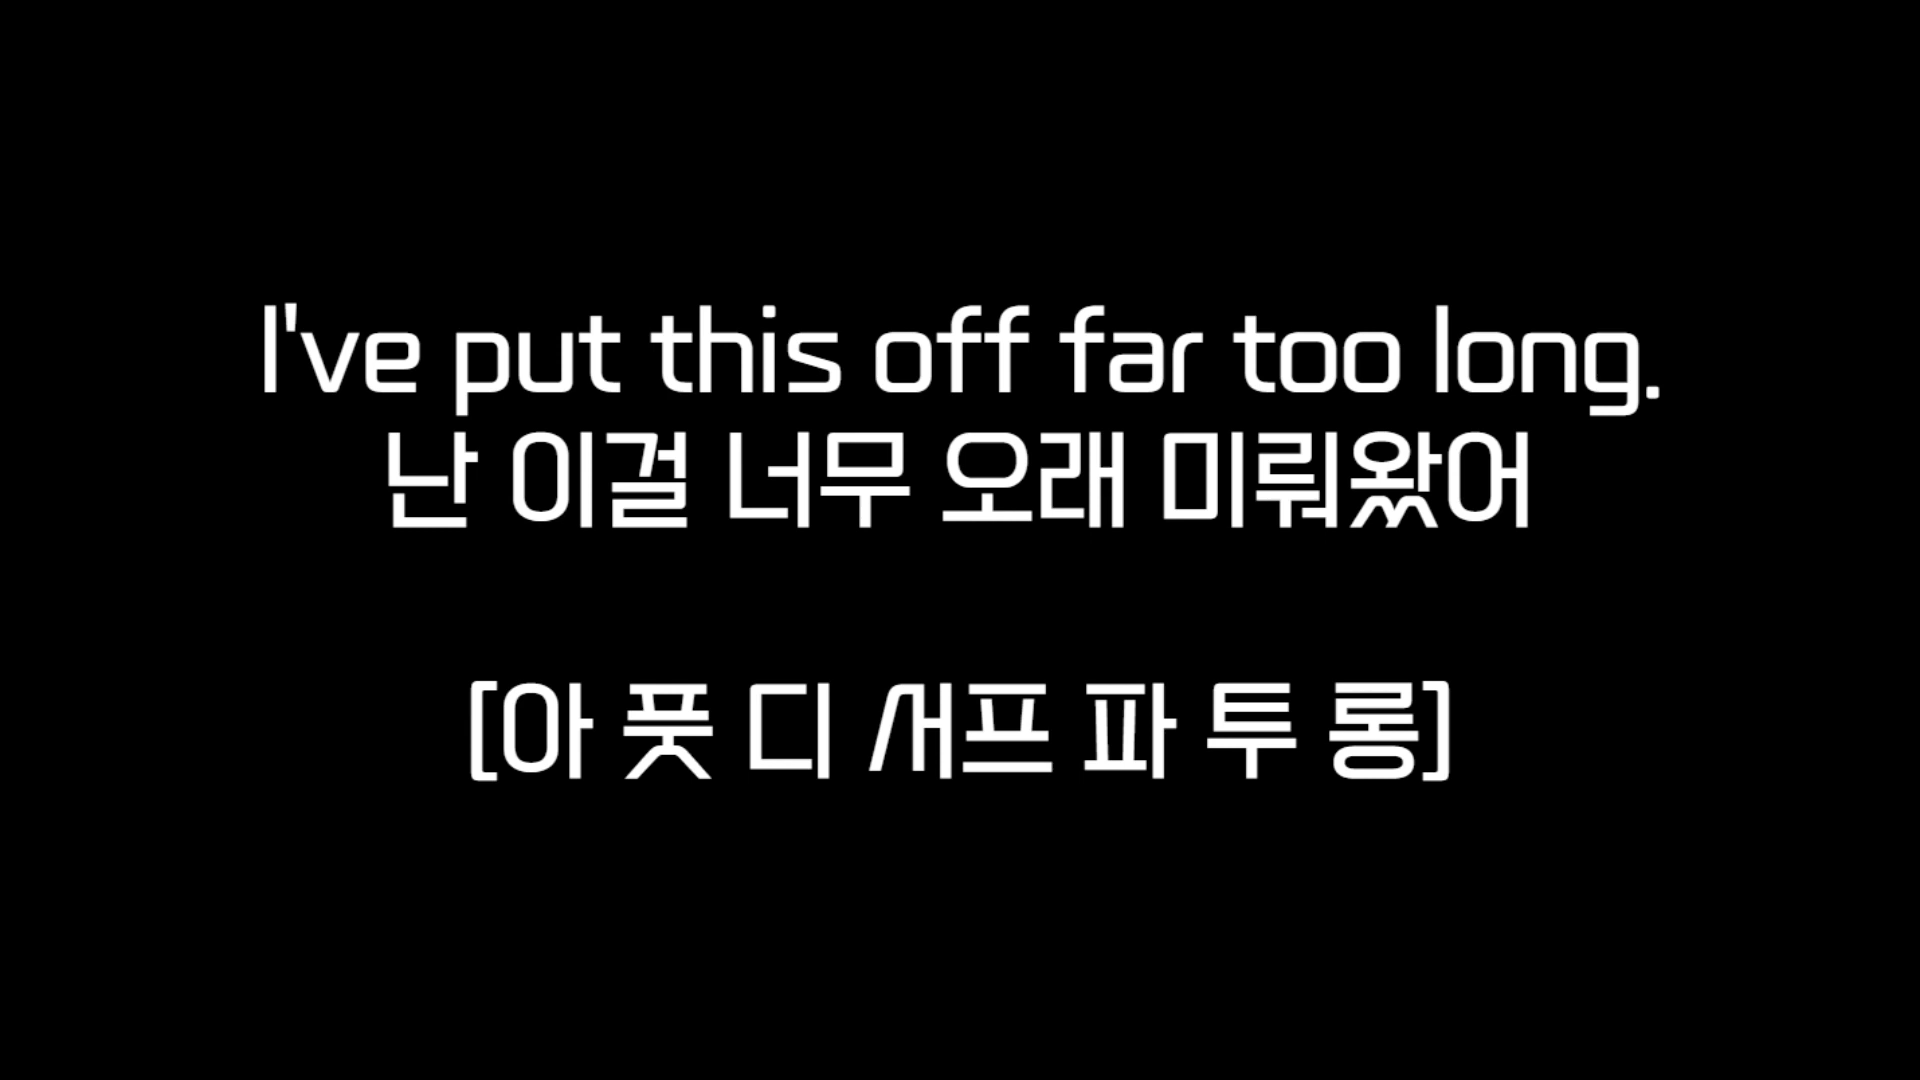 I've put this off far too long.
난 이걸 너무 오래 미뤄왔어
[아 풋 디 서프 파 투 롱]